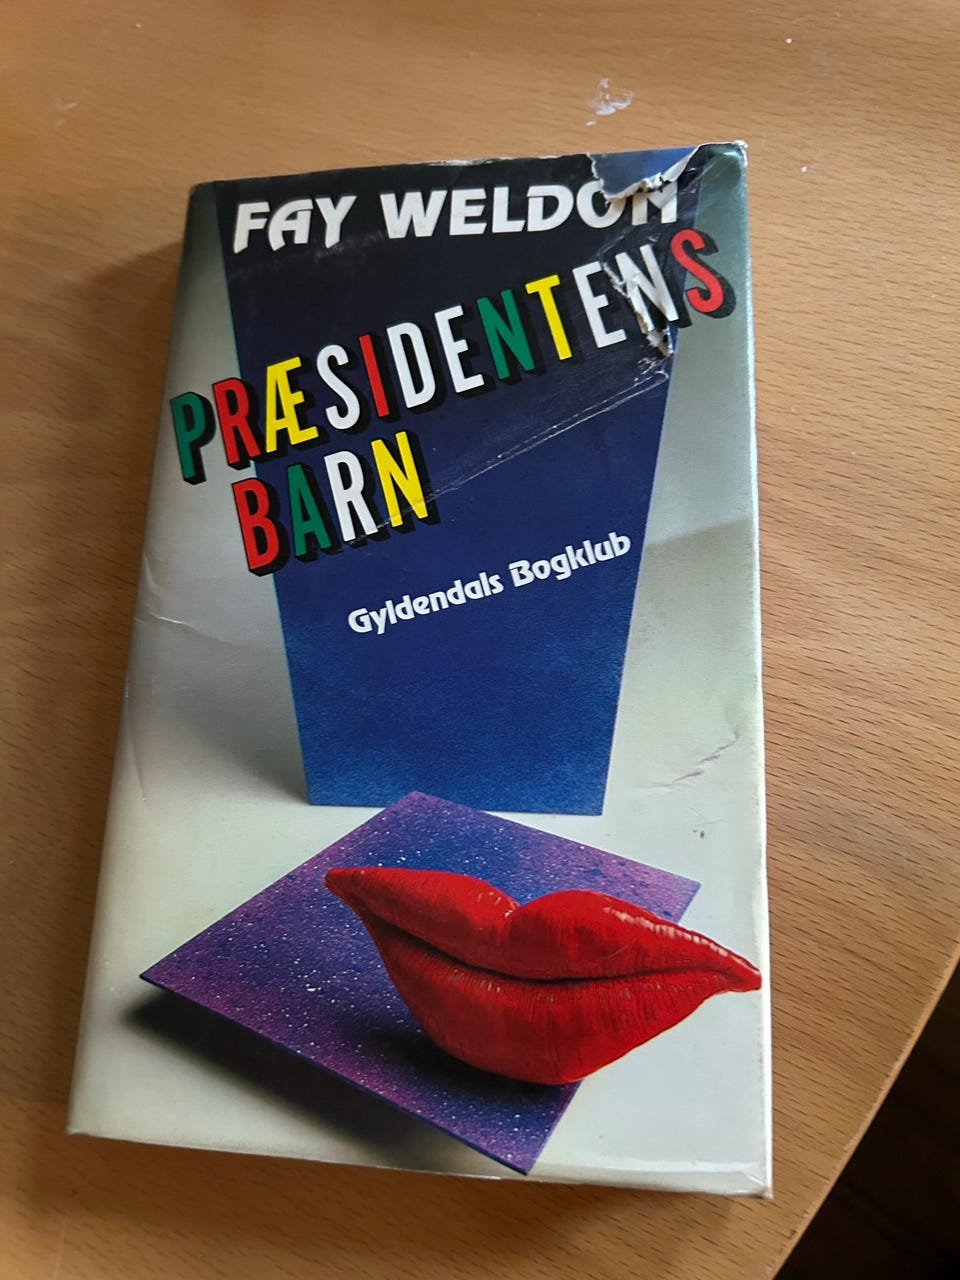 FAY WELDON
PRÆSIDENTENS
BARN
Gyldendals Bogklub